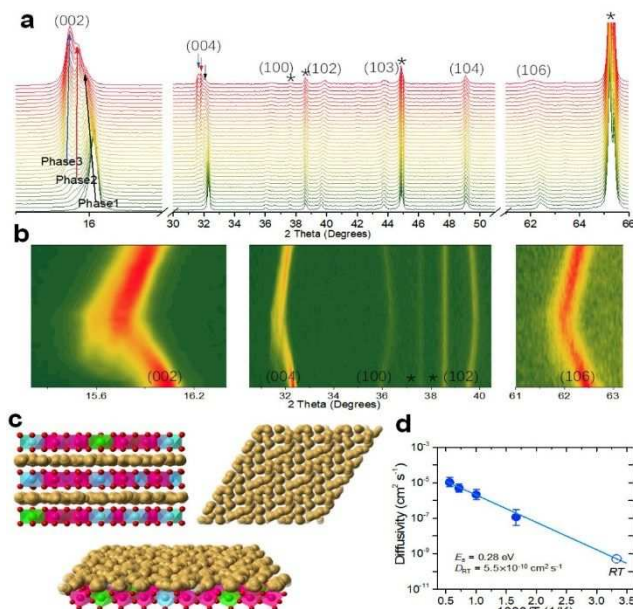 a
(002)
(004)
(100)
*
*
(102)
(103)
*
(104)
(106)
*
Phase3
Phase2
Phase1
16
30 32 34 36 38 40 42 44 46 48 50
62 64 66
2 Theta (Degrees)
b
(002)
(004)
(100)
*
*
(102)
(106)
15.6 16.2
32 34 36 38 40
61 62 63
2 Theta (Degrees)
c
d
Diffusivity (cm² s⁻¹)
10⁻³
10⁻⁵
10⁻⁷
10⁻⁹
10⁻¹¹
Eₐ = 0.28 eV
D_RT = 5.5×10⁻¹⁰ cm² s⁻¹
RT
0.5 1.0 1.5 2.0 2.5 3.0 3.5